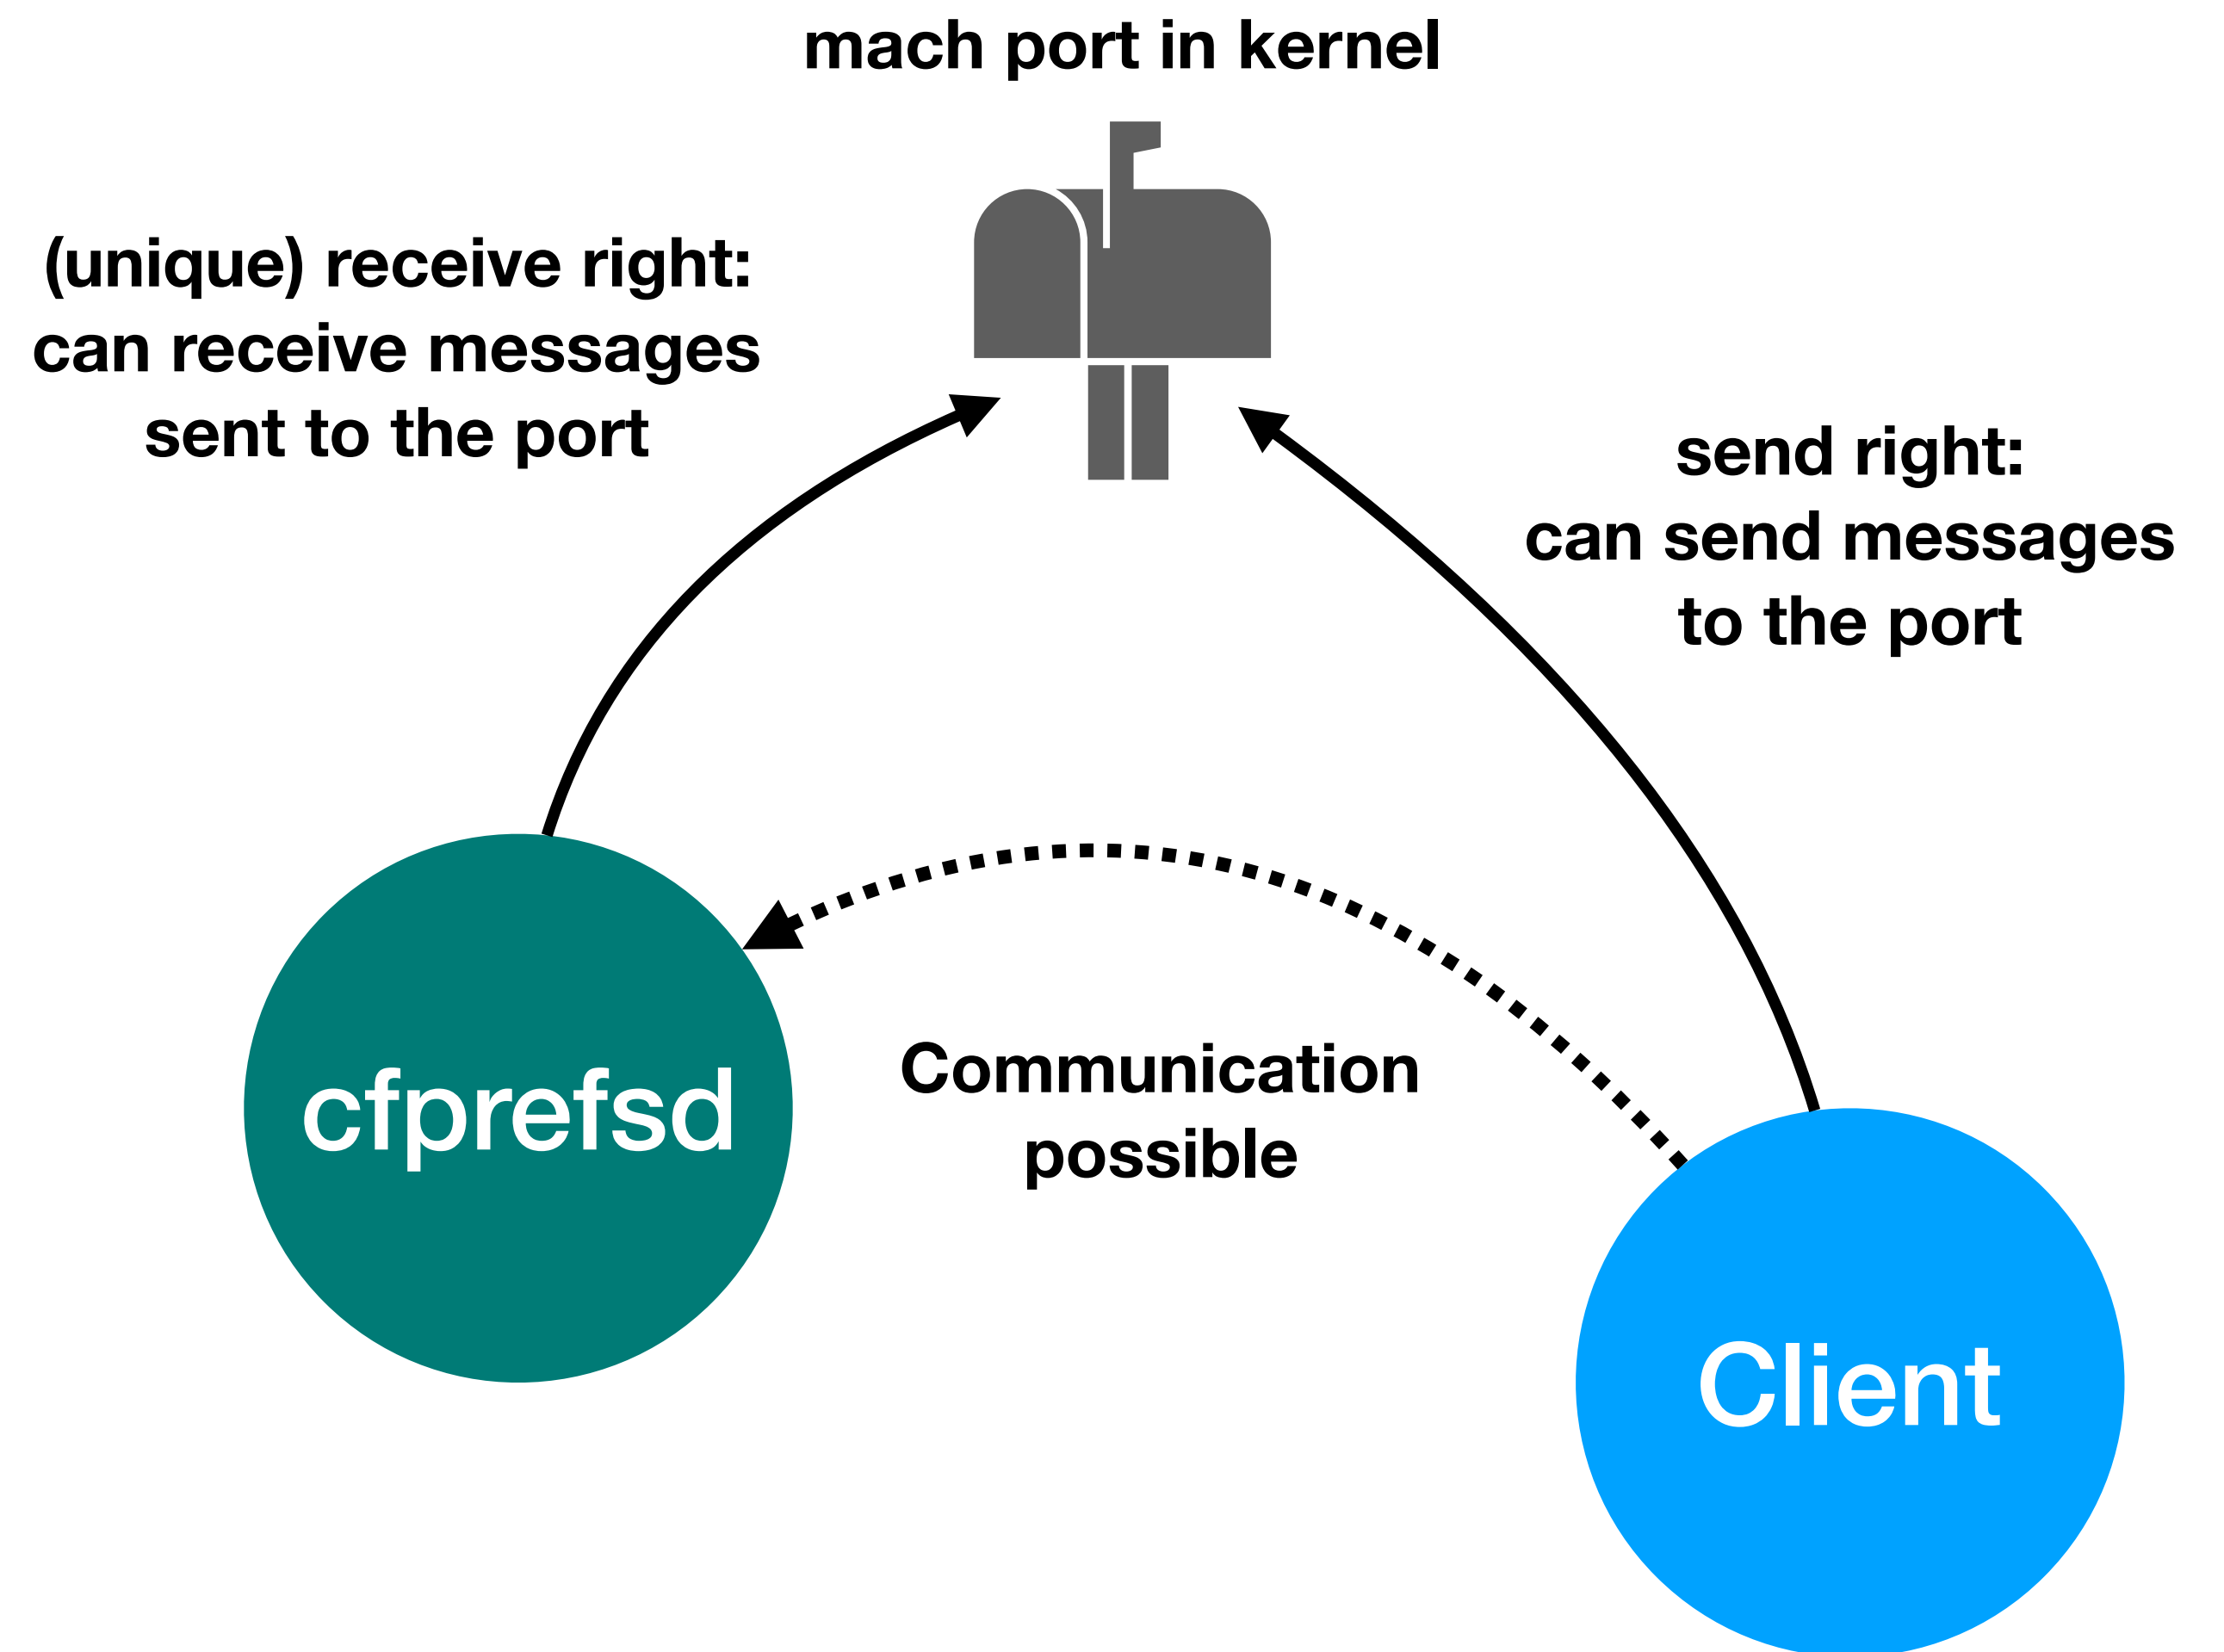 mach port in kernel
(unique) receive right:
can receive messages
sent to the port
send right:
can send messages
to the port
Communication
possible
cfprefsd
Client